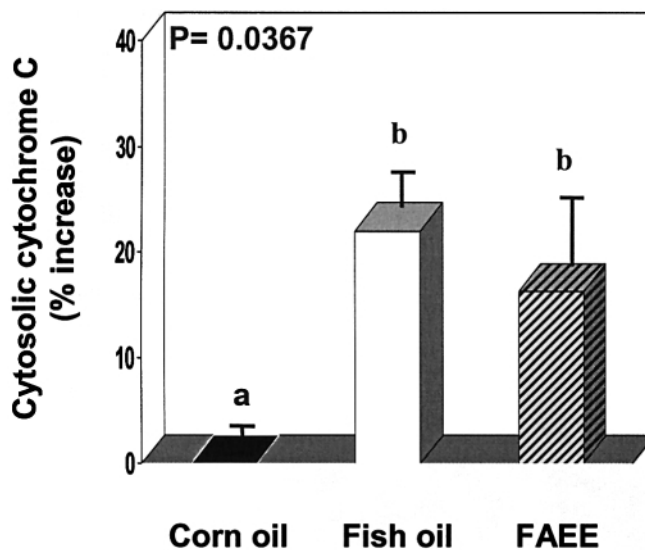 P= 0.0367
Cytosolic cytochrome C
(% increase)
40
30
20
10
0
a
b
b
Corn oil Fish oil FAEE